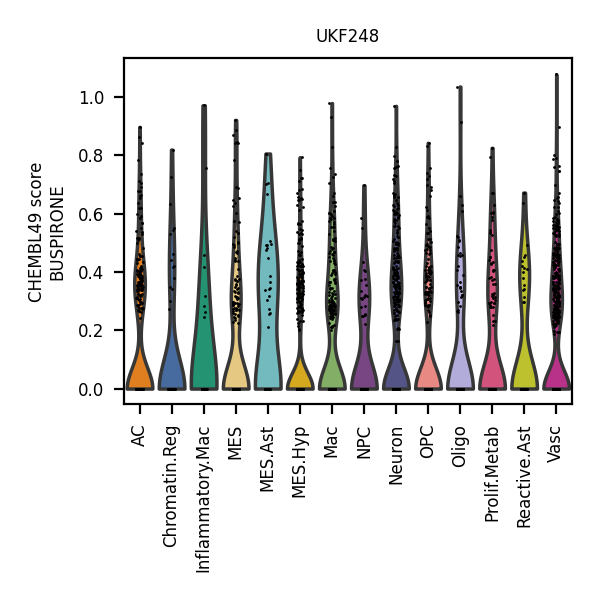 UKF248
CHEMBL49 score
BUSPIRONE
1.0
0.8
0.6
0.4
0.2
0.0
AC
Chromatin.Reg
Inflammatory.Mac
MES
MES.Ast
MES.Hyp
Mac
NPC
Neuron
OPC
Oligo
Prolif.Metab
Reactive.Ast
Vasc